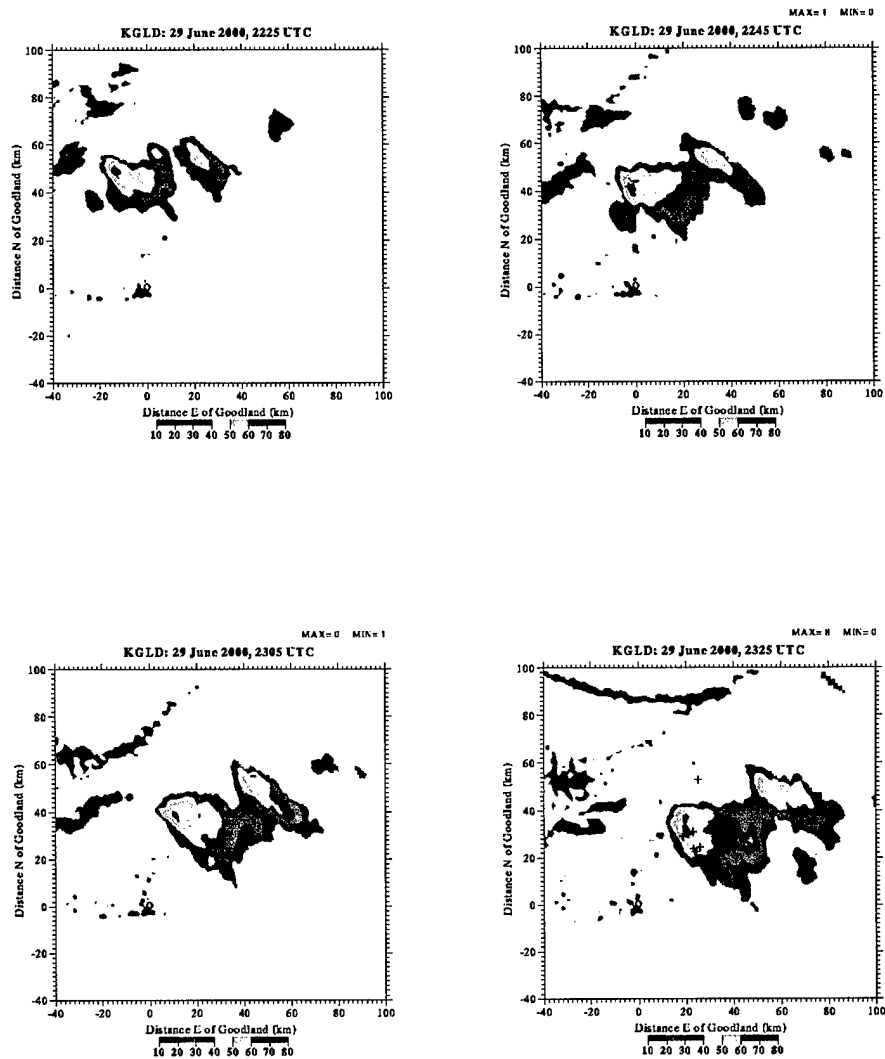 KGLD: 29 June 2000, 2225 UTC
100
80
60
40
20
0
-20
-40
Distance N of Goodland (km)
-40 -20 0 20 40 60 80 100
Distance E of Goodland (km)
10 20 30 40 50 60 70 80
MAX= 1 MIN= 0
KGLD: 29 June 2000, 2245 UTC
100
80
60
40
20
0
-20
-40
Distance N of Goodland (km)
-40 -20 0 20 40 60 80 100
Distance E of Goodland (km)
10 20 30 40 50 60 70 80
MAX= 0 MIN= 1
KGLD: 29 June 2000, 2305 UTC
100
80
60
40
20
0
-20
-40
Distance N of Goodland (km)
-40 -20 0 20 40 60 80 100
Distance E of Goodland (km)
10 20 30 40 50 60 70 80
MAX= 8 MIN= 0
KGLD: 29 June 2000, 2325 UTC
100
80
60
40
20
0
-20
-40
Distance N of Goodland (km)
-40 -20 0 20 40 60 80 100
Distance E of Goodland (km)
10 20 30 40 50 60 70 80